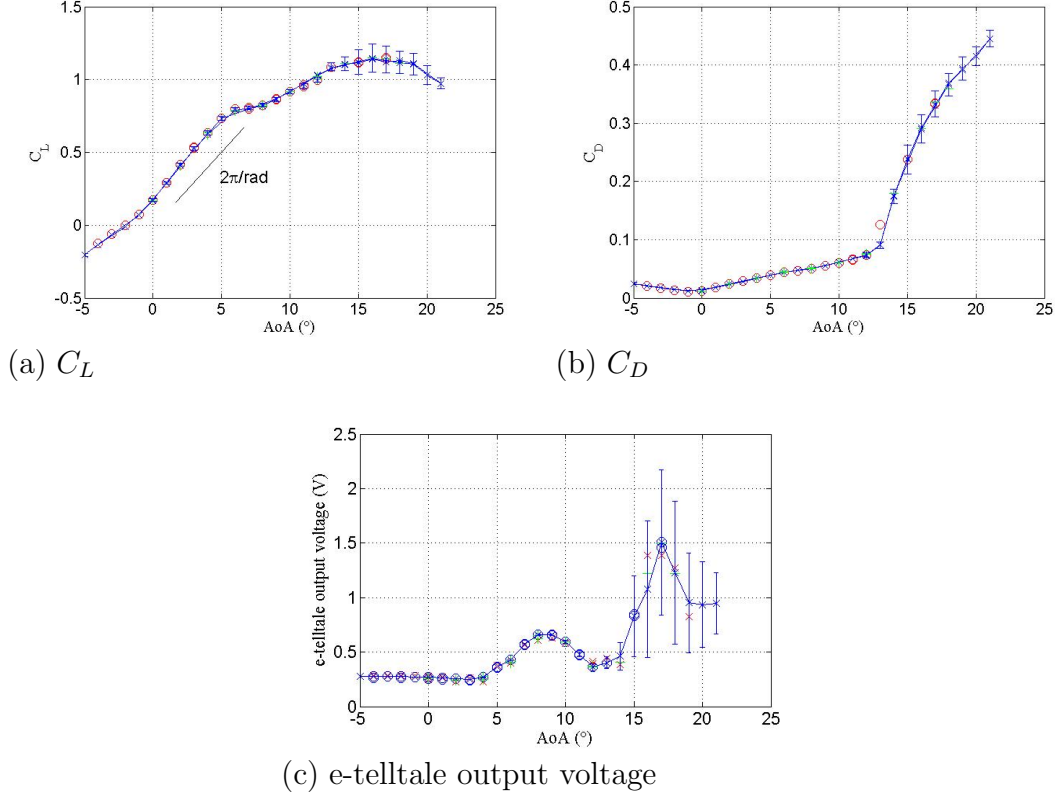 1.5
1
0.5
0
-0.5
-5 0 5 10 15 20 25
C_L
AoA (°)
2π/rad
(a) C_L
0.5
0.4
0.3
0.2
0.1
0
-5 0 5 10 15 20 25
C_D
AoA (°)
(b) C_D
2.5
2
1.5
1
0.5
0
-5 0 5 10 15 20 25
e-telltale output voltage (V)
AoA (°)
(c) e-telltale output voltage